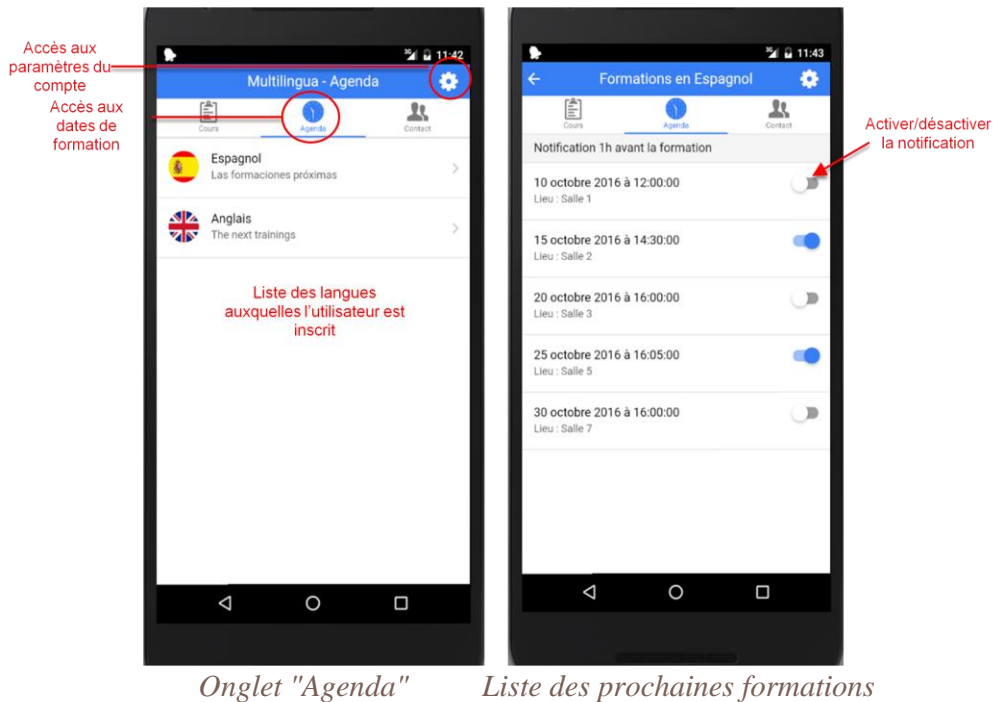 Accès aux
paramètres du
compte
Accès aux
dates de
formation
3G 11:42
Multilingua - Agenda
Cours
Agenda
Contact
Espagnol
Las formaciones próximas
Anglais
The next trainings
Liste des langues
auxquelles l'utilisateur est
inscrit
3G 11:43
Formations en Espagnol
Cours
Agenda
Contact
Notification 1h avant la formation
10 octobre 2016 à 12:00:00
Lieu : Salle 1
15 octobre 2016 à 14:30:00
Lieu : Salle 2
20 octobre 2016 à 16:00:00
Lieu : Salle 3
25 octobre 2016 à 16:05:00
Lieu : Salle 5
30 octobre 2016 à 16:00:00
Lieu : Salle 7
Activer/désactiver
la notification
Onglet "Agenda"
Liste des prochaines formations